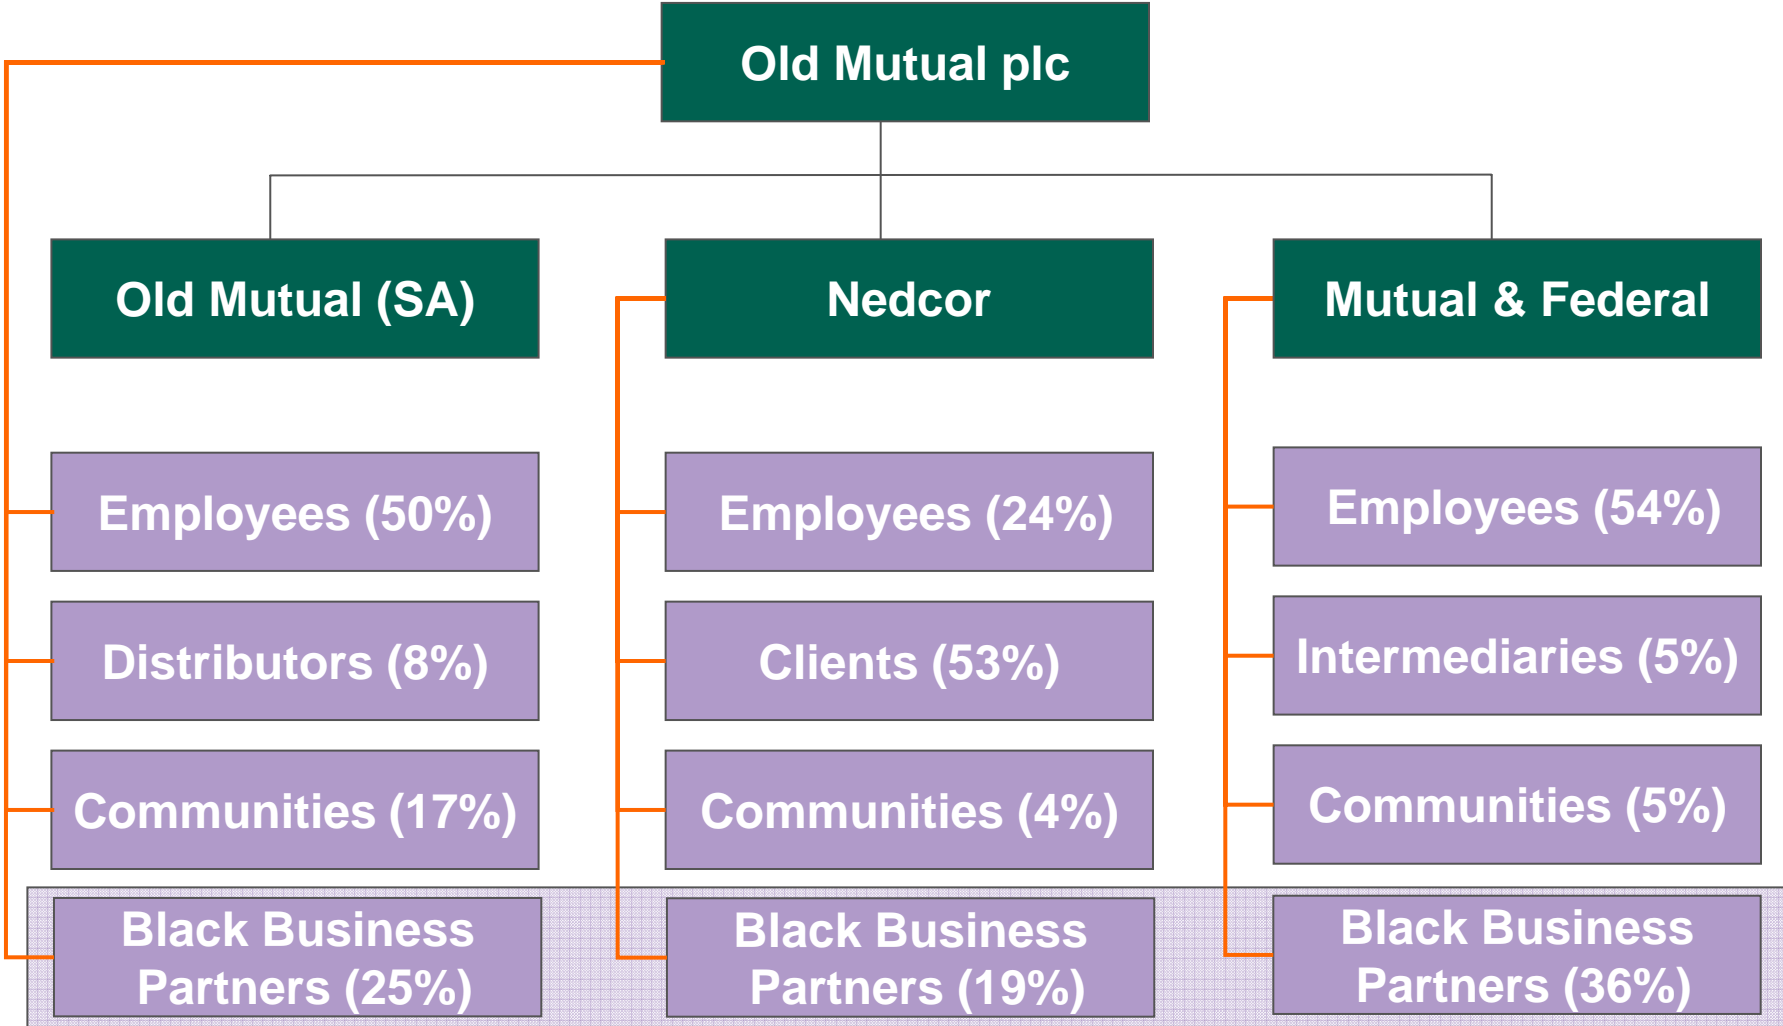 Old Mutual plc
Old Mutual (SA)
Nedcor
Mutual & Federal
Employees (50%)
Employees (24%)
Employees (54%)
Distributors (8%)
Clients (53%)
Intermediaries (5%)
Communities (17%)
Communities (4%)
Communities (5%)
Black Business
Partners (25%)
Black Business
Partners (19%)
Black Business
Partners (36%)